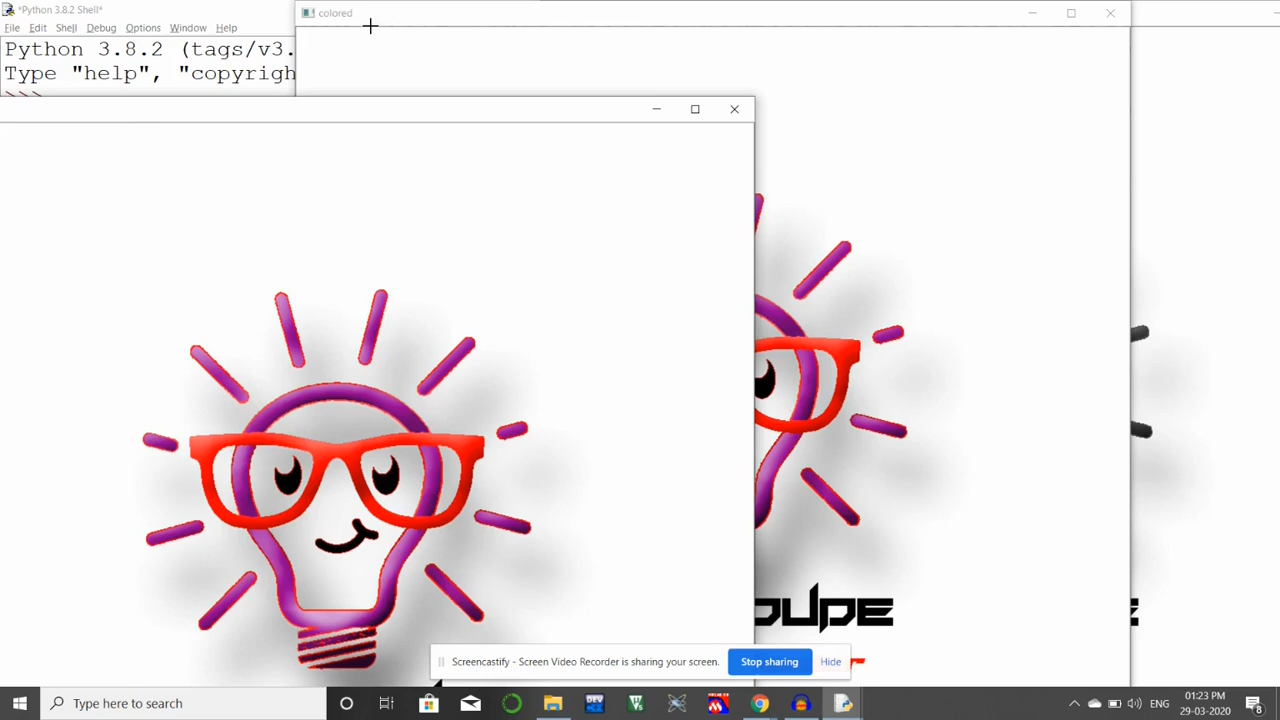 *Python 3.8.2 Shell*
File Edit Shell Debug Options Window Help
Python 3.8.2 (tags/v3.
Type "help", "copyrigh
>>>
colored
Screencastify - Screen Video Recorder is sharing your screen.
Stop sharing
Hide
Type here to search
ENG
01:23 PM
29-03-2020
8